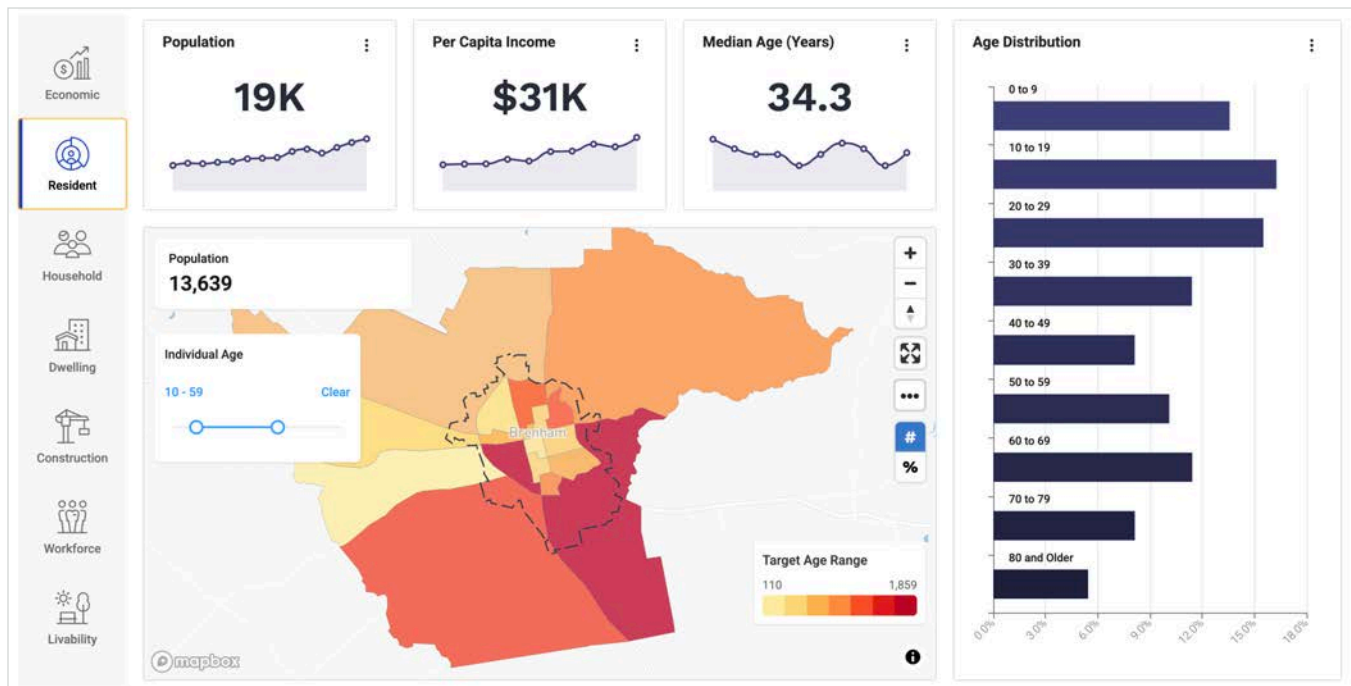 Economic
Resident
Household
Dwelling
Construction
Workforce
Livability
Population
19K
Per Capita Income
$31K
Median Age (Years)
34.3
Population
13,639
Individual Age
10 - 59 Clear
Brenham
#
%
Target Age Range
110 1,859
mapbox
Age Distribution
0 to 9
10 to 19
20 to 29
30 to 39
40 to 49
50 to 59
60 to 69
70 to 79
80 and Older
0.0% 3.0% 6.0% 9.0% 12.0% 15.0% 18.0%